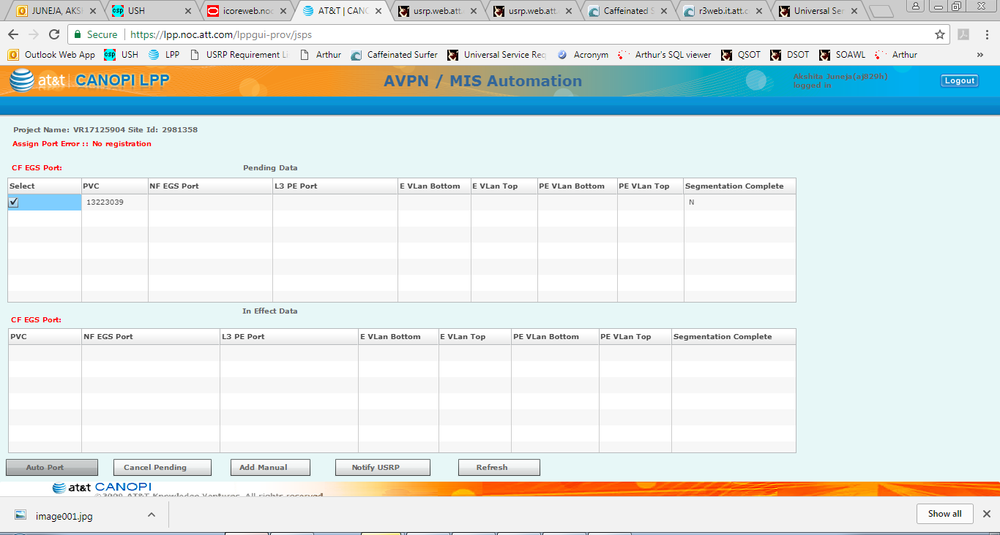 JUNEJA, AKSH USH icoreweb.noc AT&T | CANO usrp.web.att. usrp.web.att. Caffeinated S r3web.it.att.c Universal Ser
Secure https://lpp.noc.att.com/lppgui-prov/jsps
Outlook Web App csp USH LPP USRP Requirement Li Arthur Caffeinated Surfer Universal Service Req Acronym Arthur's SQL viewer QSOT DSOT SOAWL Arthur »
at&t CANOPI LPP AVPN / MIS Automation Akshita Juneja(aj829h) Logout
logged in
Project Name: VR17125904 Site Id: 2981358
Assign Port Error :: No registration
CF EGS Port: Pending Data
Select PVC NF EGS Port L3 PE Port E VLan Bottom E VLan Top PE VLan Bottom PE VLan Top Segmentation Complete
13223039 N
In Effect Data
CF EGS Port:
PVC NF EGS Port L3 PE Port E VLan Bottom E VLan Top PE VLan Bottom PE VLan Top Segmentation Complete
Auto Port Cancel Pending Add Manual Notify USRP Refresh
at&t CANOPI
©2009 AT&T Knowledge Ventures. All rights reserved
image001.jpg Show all